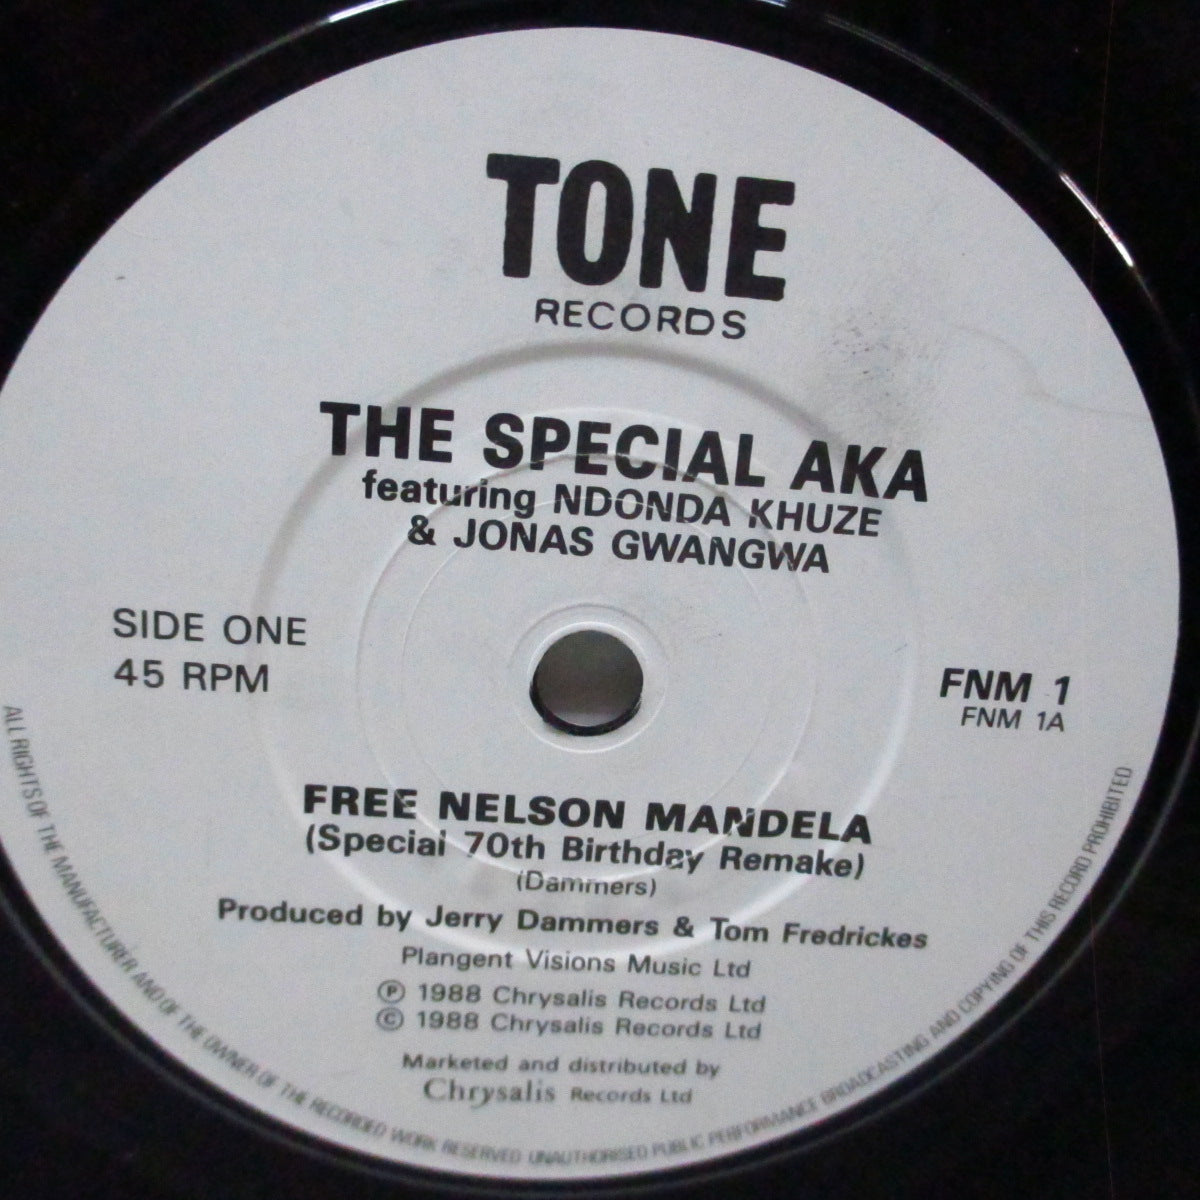 TONE
RECORDS
THE SPECIAL AKA
featuring NDONDA KHUZE
& JONAS GWANGWA
SIDE ONE
45 RPM
FNM 1
FNM 1A
FREE NELSON MANDELA
(Special 70th Birthday Remake)
(Dammers)
Produced by Jerry Dammers & Tom Fredrickes
Plangent Visions Music Ltd
℗ 1988 Chrysalis Records Ltd
© 1988 Chrysalis Records Ltd
Marketed and distributed by
Chrysalis Records Ltd
ALL RIGHTS OF THE MANUFACTURER AND OF THE OWNER OF THE RECORDED WORK RESERVED UNAUTHORISED PUBLIC PERFORMANCE BROADCASTING AND COPYING OF THIS RECORD PROHIBITED